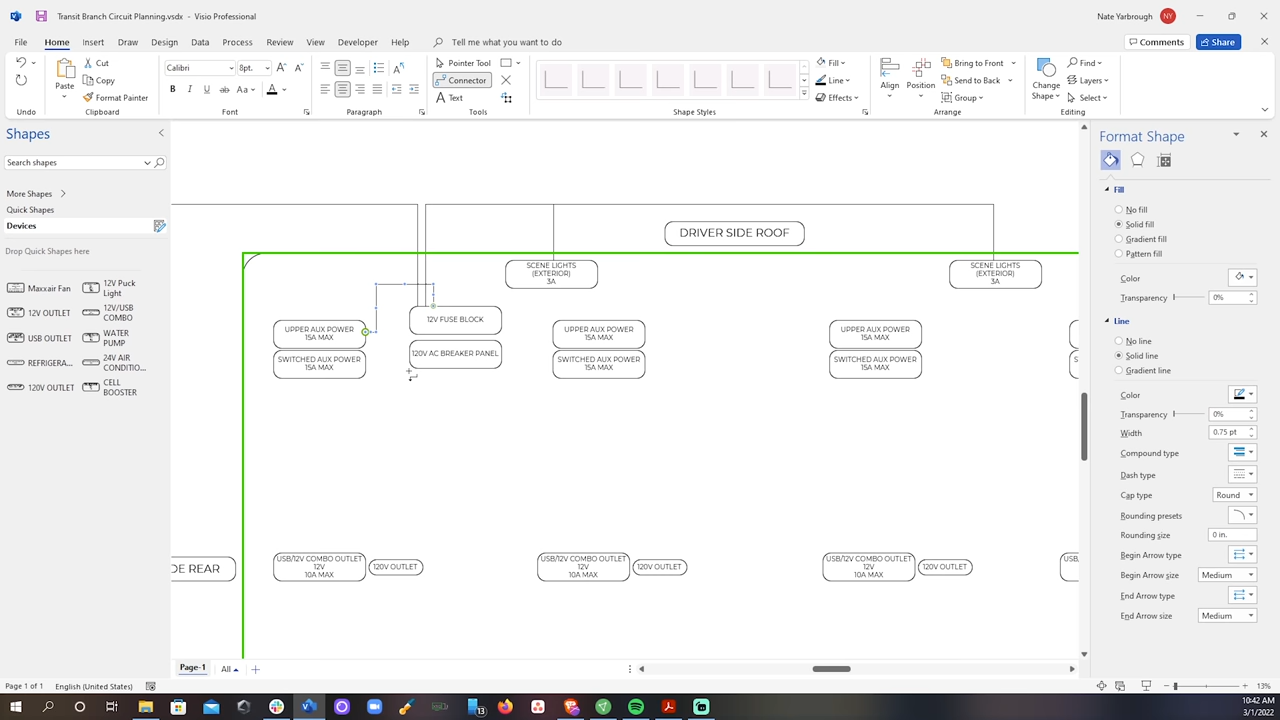 Transit Branch Circuit Planning.vsdx - Visio Professional
Nate Yarbrough NY
File Home Insert Draw Design Data Process Review View Developer Help Tell me what you want to do Comments Share
Cut Calibri 8pt. Pointer Tool Fill Bring to Front Find
Copy Connector Line Send to Back Layers
Paste Format Painter B I U ab Aa A A Text Effects Align Position Group Change Shape Select
Undo Clipboard Font Paragraph Tools Shape Styles Arrange Editing
Shapes
Search shapes
More Shapes
Quick Shapes
Devices
Drop Quick Shapes here
Maxxair Fan
12V Puck Light
12V OUTLET
12V/USB COMBO
USB OUTLET
WATER PUMP
REFRIGERA...
24V AIR CONDITIO...
120V OUTLET
CELL BOOSTER
DRIVER SIDE ROOF
SCENE LIGHTS
(EXTERIOR)
3A
SCENE LIGHTS
(EXTERIOR)
3A
12V FUSE BLOCK
120V AC BREAKER PANEL
UPPER AUX POWER
15A MAX
SWITCHED AUX POWER
15A MAX
UPPER AUX POWER
15A MAX
SWITCHED AUX POWER
15A MAX
UPPER AUX POWER
15A MAX
SWITCHED AUX POWER
15A MAX
DE REAR
USB/12V COMBO OUTLET
12V
10A MAX
120V OUTLET
USB/12V COMBO OUTLET
12V
10A MAX
120V OUTLET
USB/12V COMBO OUTLET
12V
10A MAX
120V OUTLET
Format Shape
Fill
No fill
Solid fill
Gradient fill
Pattern fill
Color
Transparency 0%
Line
No line
Solid line
Gradient line
Color
Transparency 0%
Width 0.75 pt
Compound type
Dash type
Cap type Round
Rounding presets
Rounding size 0 in.
Begin Arrow type
Begin Arrow size Medium
End Arrow type
End Arrow size Medium
Page-1 All
Page 1 of 1 English (United States) 13%
10:42 AM
3/1/2022